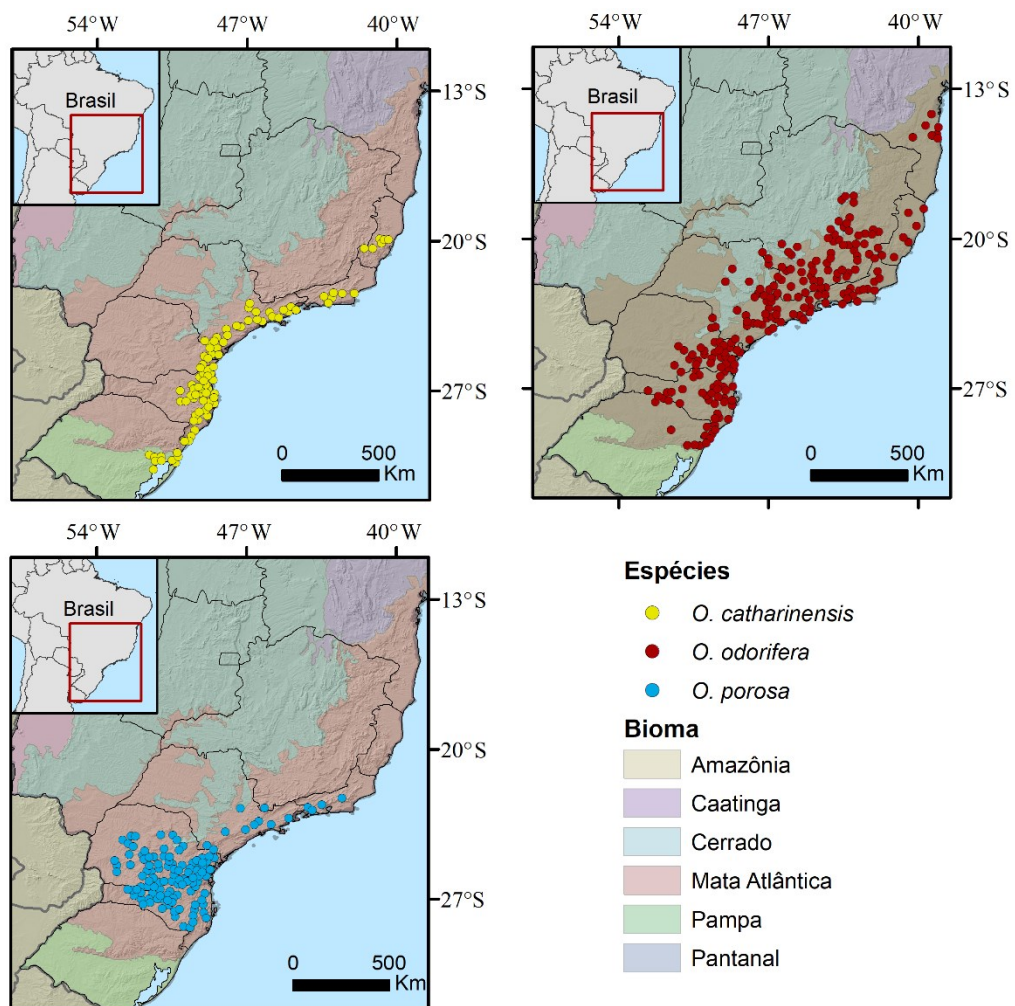 54°W 47°W 40°W
Brasil
13°S
20°S
27°S
0 500
Km
54°W 47°W 40°W
Brasil
13°S
20°S
27°S
0 500
Km
54°W 47°W 40°W
Brasil
13°S
20°S
27°S
0 500
Km
Espécies
O. catharinensis
O. odorifera
O. porosa
Bioma
Amazônia
Caatinga
Cerrado
Mata Atlântica
Pampa
Pantanal